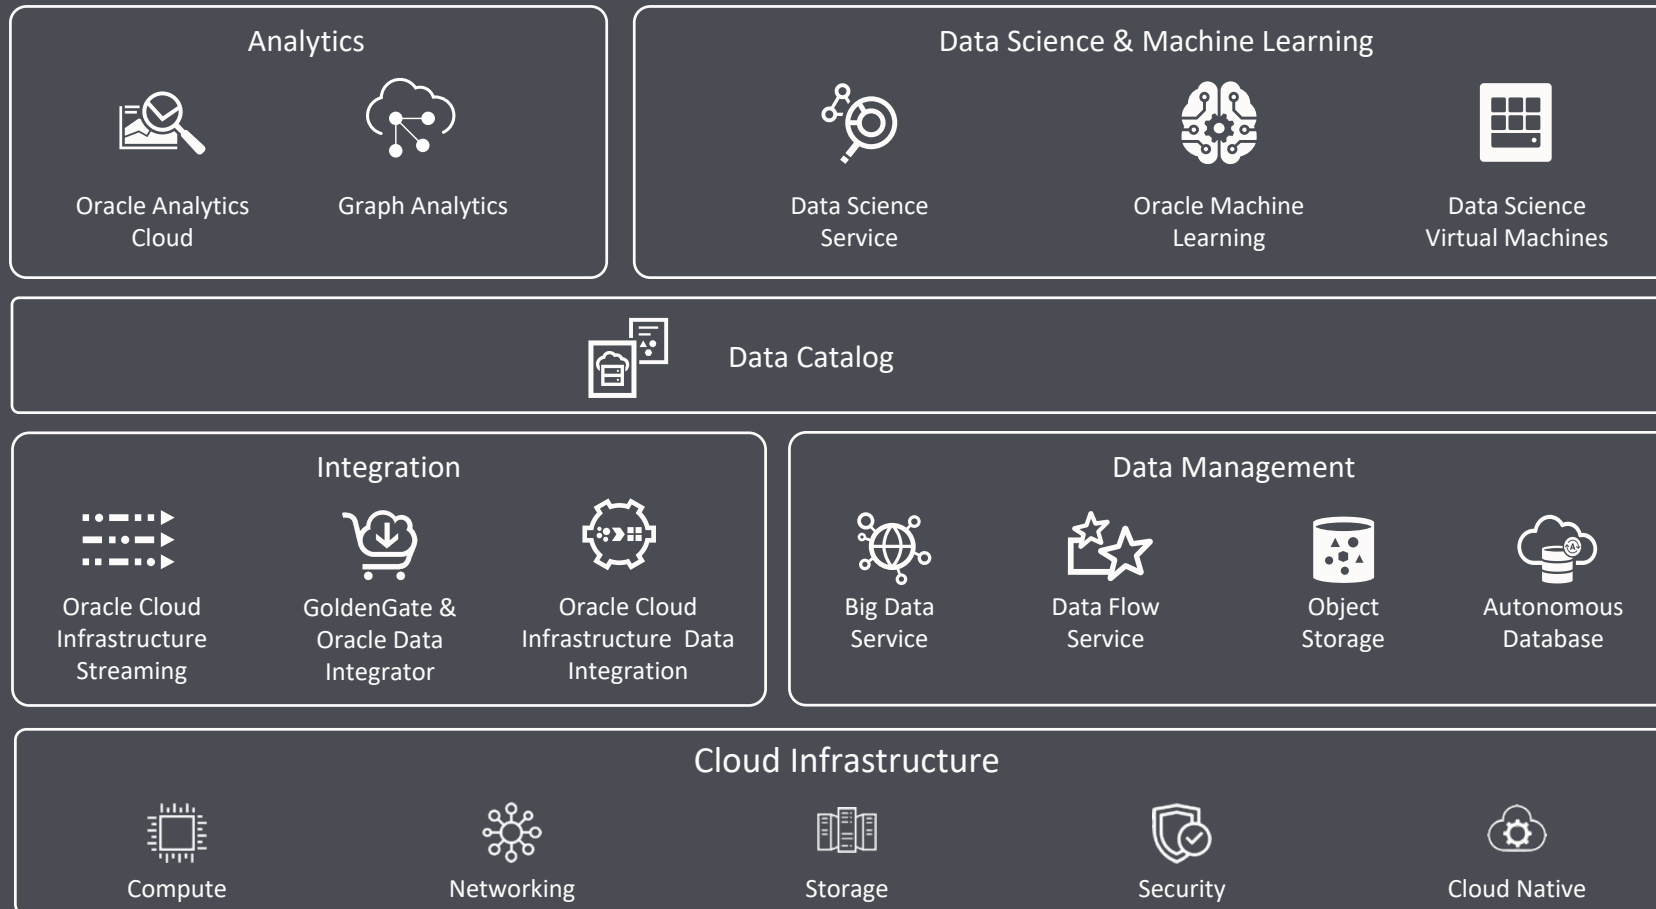 Analytics
Oracle Analytics
Cloud
Graph Analytics
Data Science & Machine Learning
Data Science
Service
Oracle Machine
Learning
Data Science
Virtual Machines
Data Catalog
Integration
Oracle Cloud
Infrastructure
Streaming
GoldenGate &
Oracle Data
Integrator
Oracle Cloud
Infrastructure  Data
Integration
Data Management
Big Data
Service
Data Flow
Service
Object
Storage
Autonomous
Database
Cloud Infrastructure
Compute
Networking
Storage
Security
Cloud Native